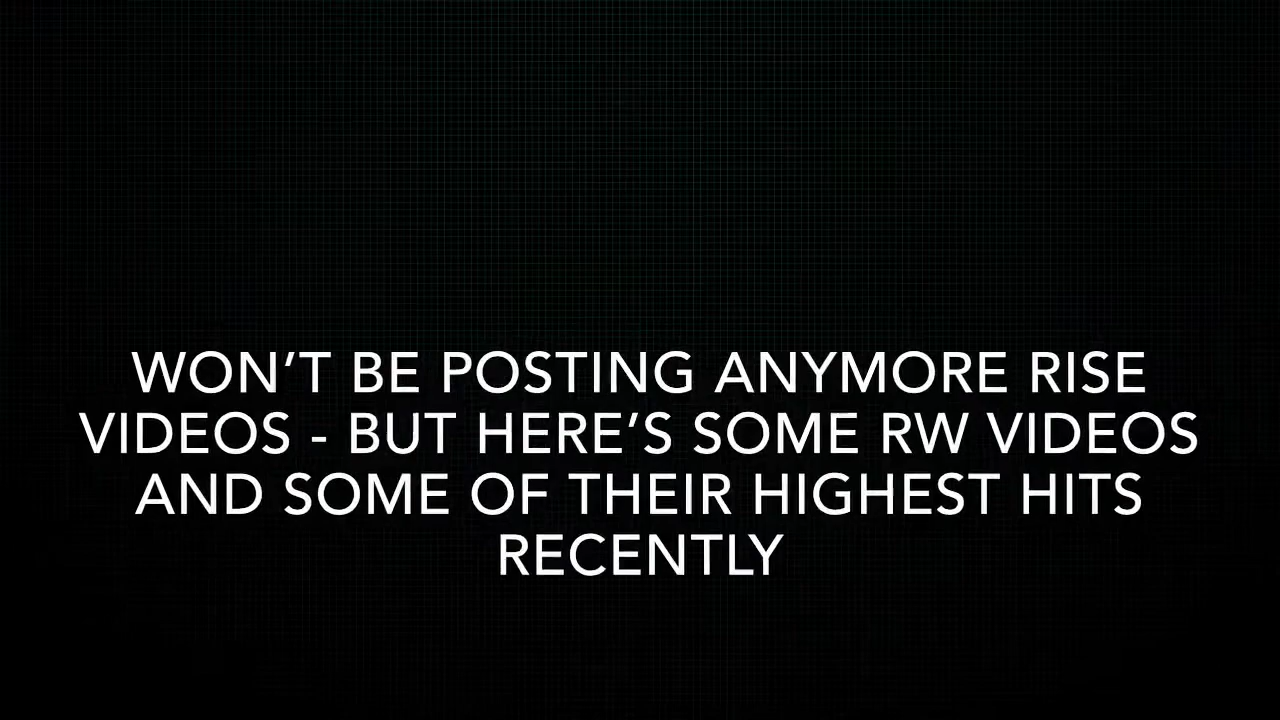 WON’T BE POSTING ANYMORE RISE
VIDEOS - BUT HERE’S SOME RW VIDEOS
AND SOME OF THEIR HIGHEST HITS
RECENTLY